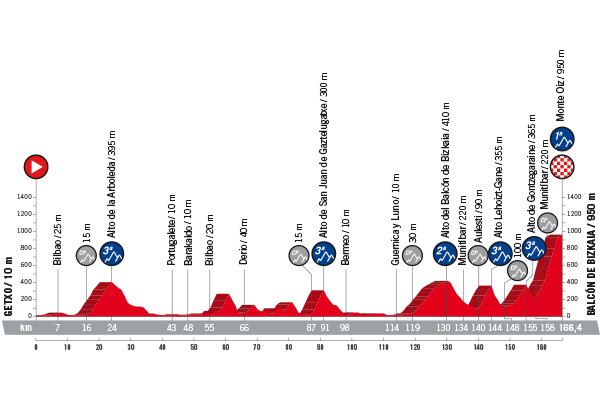 GETXO / 10 m
Bilbao / 25 m
15 m
Alto de la Arboleda / 395 m
3ª
Portugalete / 10 m
Barakaldo / 10 m
Bilbao / 20 m
Derio / 40 m
15 m
Alto de San Juan de Gaztelugatxe / 300 m
3ª
Bermeo / 10 m
Guernica y Luno / 10 m
30 m
Alto del Balcón de Bizkaia / 410 m
2ª
Munitibar / 220 m
Aulesti / 90 m
Alto Lehoizt-Gane / 355 m
3ª
100 m
Alto de Gontzegaraine / 365 m
3ª
Munitibar / 220 m
Monte Oiz / 950 m
1ª
BALCÓN DE BIZKAIA / 950 m
1400 1400
1200 1200
1000 1000
800 800
600 600
400 400
200 200
0 0
km 7 16 24 43 48 55 66 87 91 98 114 119 130 134 140 144 148 155 158 166,4
0 10 20 30 40 50 60 70 80 90 100 110 120 130 140 150 160